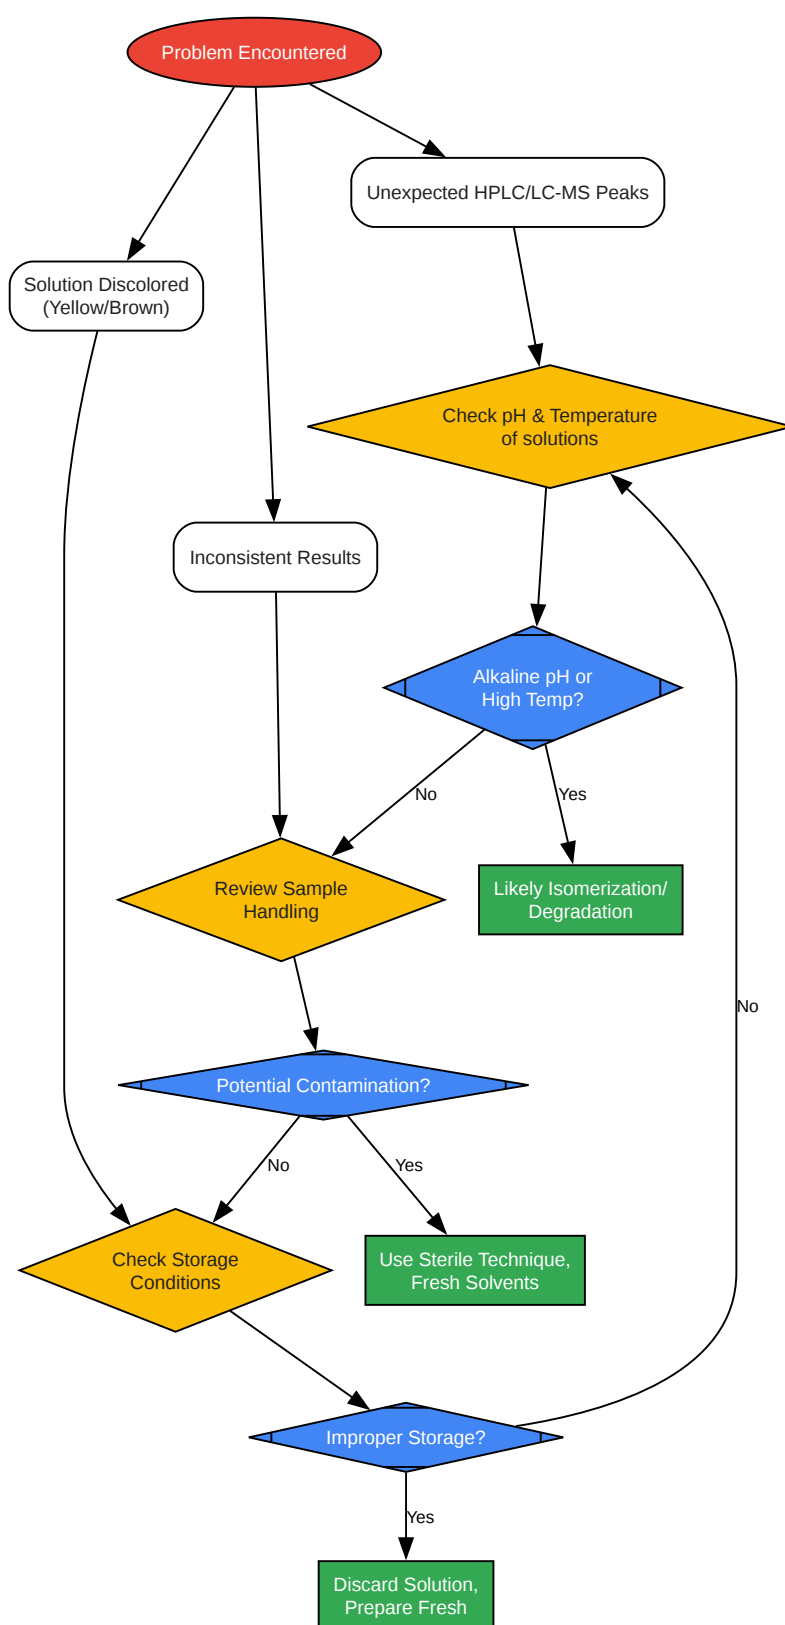 Problem Encountered
Unexpected HPLC/LC-MS Peaks
Solution Discolored
(Yellow/Brown)
Check pH & Temperature
of solutions
Inconsistent Results
Alkaline pH or
High Temp?
No
Yes
Review Sample
Handling
Likely Isomerization/
Degradation
No
Potential Contamination?
No
Yes
Check Storage
Conditions
Use Sterile Technique,
Fresh Solvents
Improper Storage?
Yes
Discard Solution,
Prepare Fresh